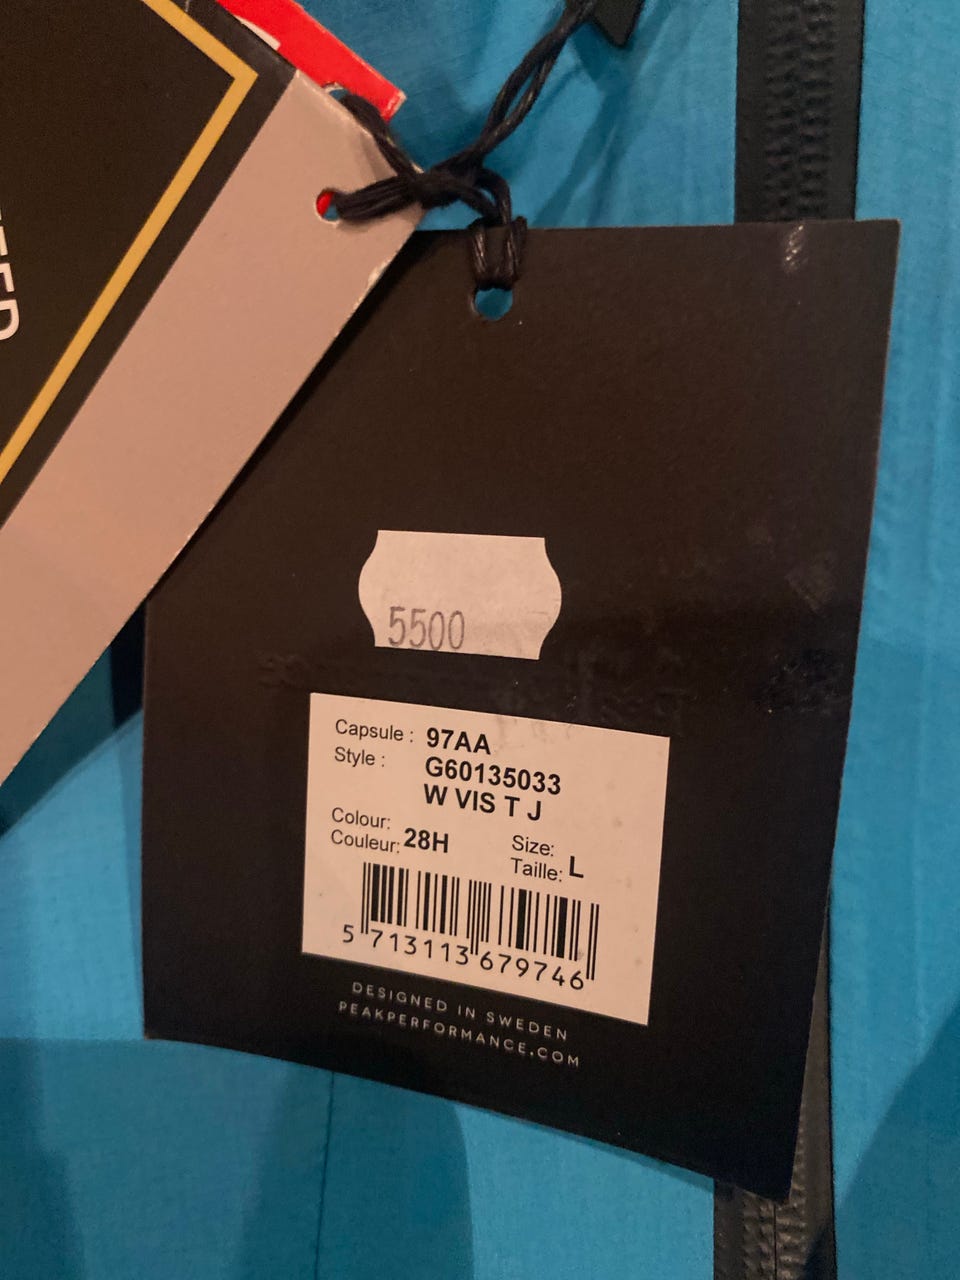 5500
Capsule : 97AA
Style : G60135033
W VIS T J
Colour:
Couleur: 28H
Size:
Taille: L
5 713113 679746
DESIGNED IN SWEDEN
PEAKPERFORMANCE.COM